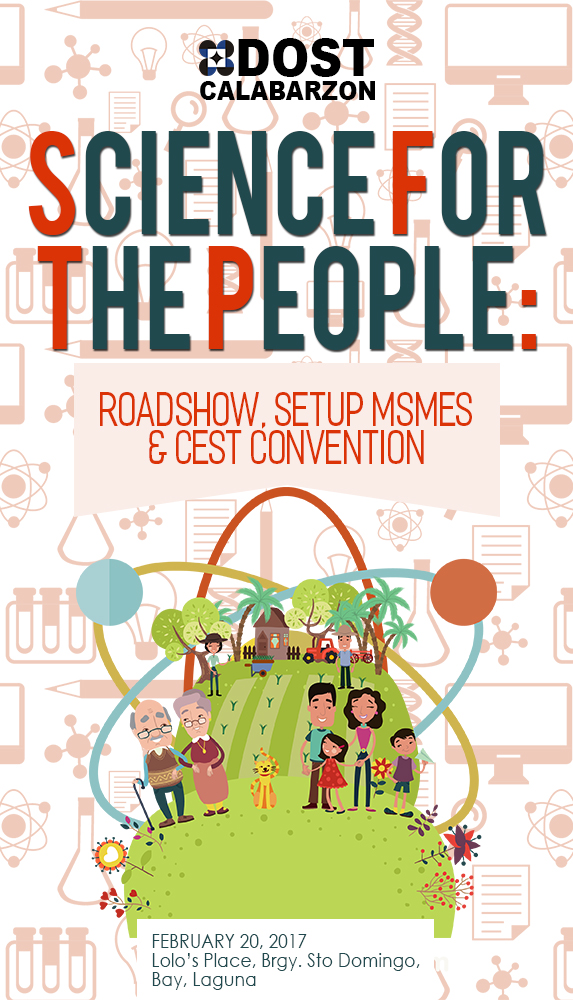 DOST
CALABARZON
SCIENCE FOR
THE PEOPLE:
ROADSHOW, SETUP MSMES
& CEST CONVENTION
FEBRUARY 20, 2017
Lolo's Place, Brgy. Sto Domingo,
Bay, Laguna